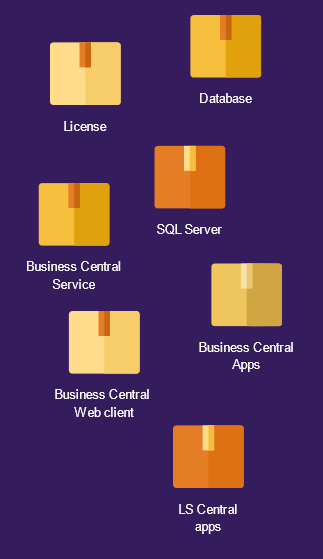 Database
License
SQL Server
Business Central
Service
Business Central
Apps
Business Central
Web client
LS Central
apps